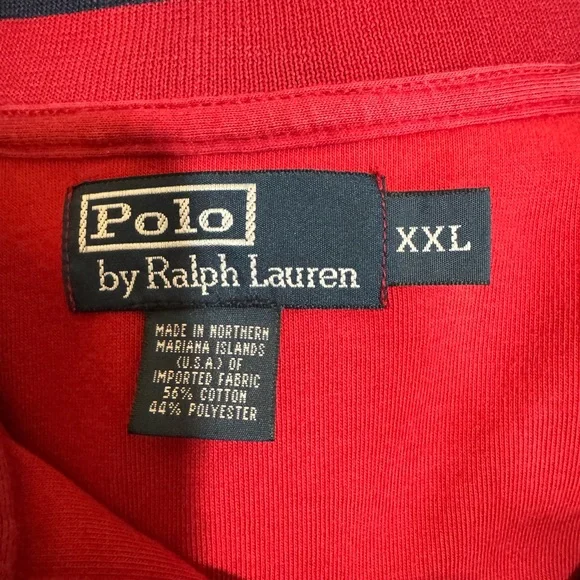 Polo
by Ralph Lauren
XXL
MADE IN NORTHERN
MARIANA ISLANDS
(U.S.A.) OF
IMPORTED FABRIC
56% COTTON
44% POLYESTER